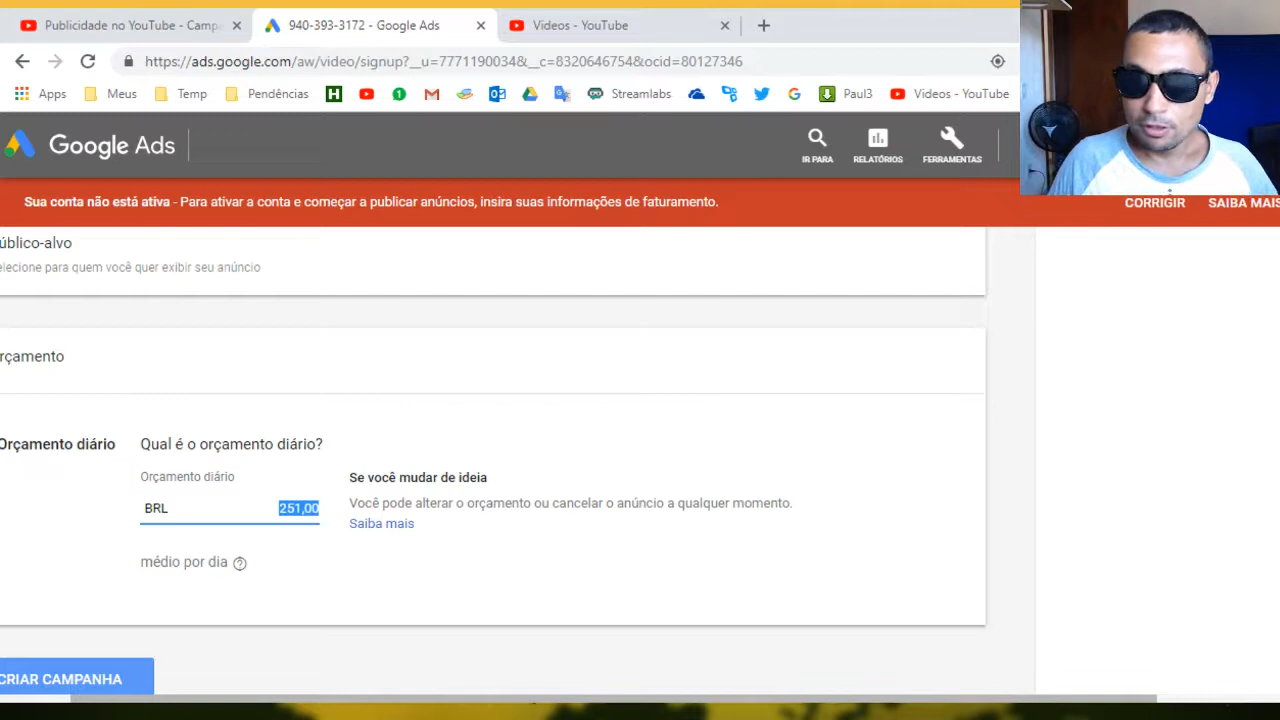 Publicidade no YouTube - Camp
940-393-3172 - Google Ads
Videos - YouTube
https://ads.google.com/aw/video/signup?__u=7771190034&__c=8320646754&ocid=80127346
Apps Meus Temp Pendências Streamlabs Paul3 Videos - YouTube
Google Ads
IR PARA RELATÓRIOS FERRAMENTAS
Sua conta não está ativa - Para ativar a conta e começar a publicar anúncios, insira suas informações de faturamento.
CORRIGIR SAIBA MAIS
úblico-alvo
elecione para quem você quer exibir seu anúncio
rçamento
Orçamento diário
Qual é o orçamento diário?
Orçamento diário
BRL 251,00
médio por dia
Se você mudar de ideia
Você pode alterar o orçamento ou cancelar o anúncio a qualquer momento.
Saiba mais
CRIAR CAMPANHA